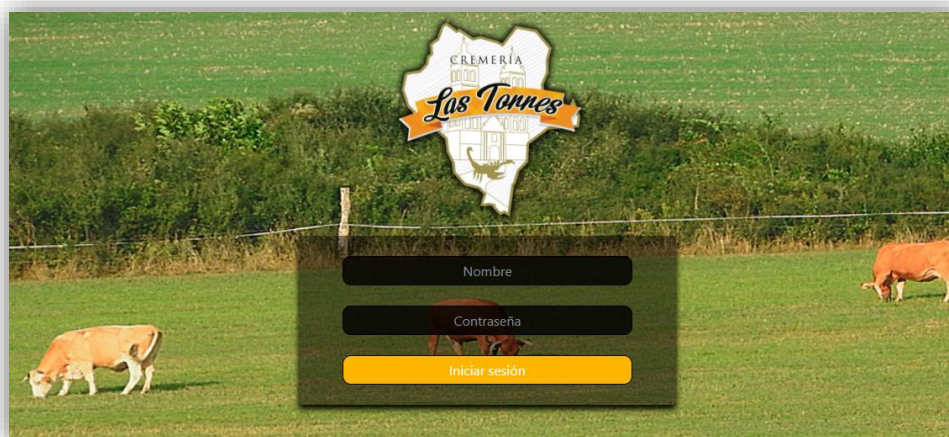 CREMERÍA
Las Torres
Nombre
Contraseña
Iniciar sesión